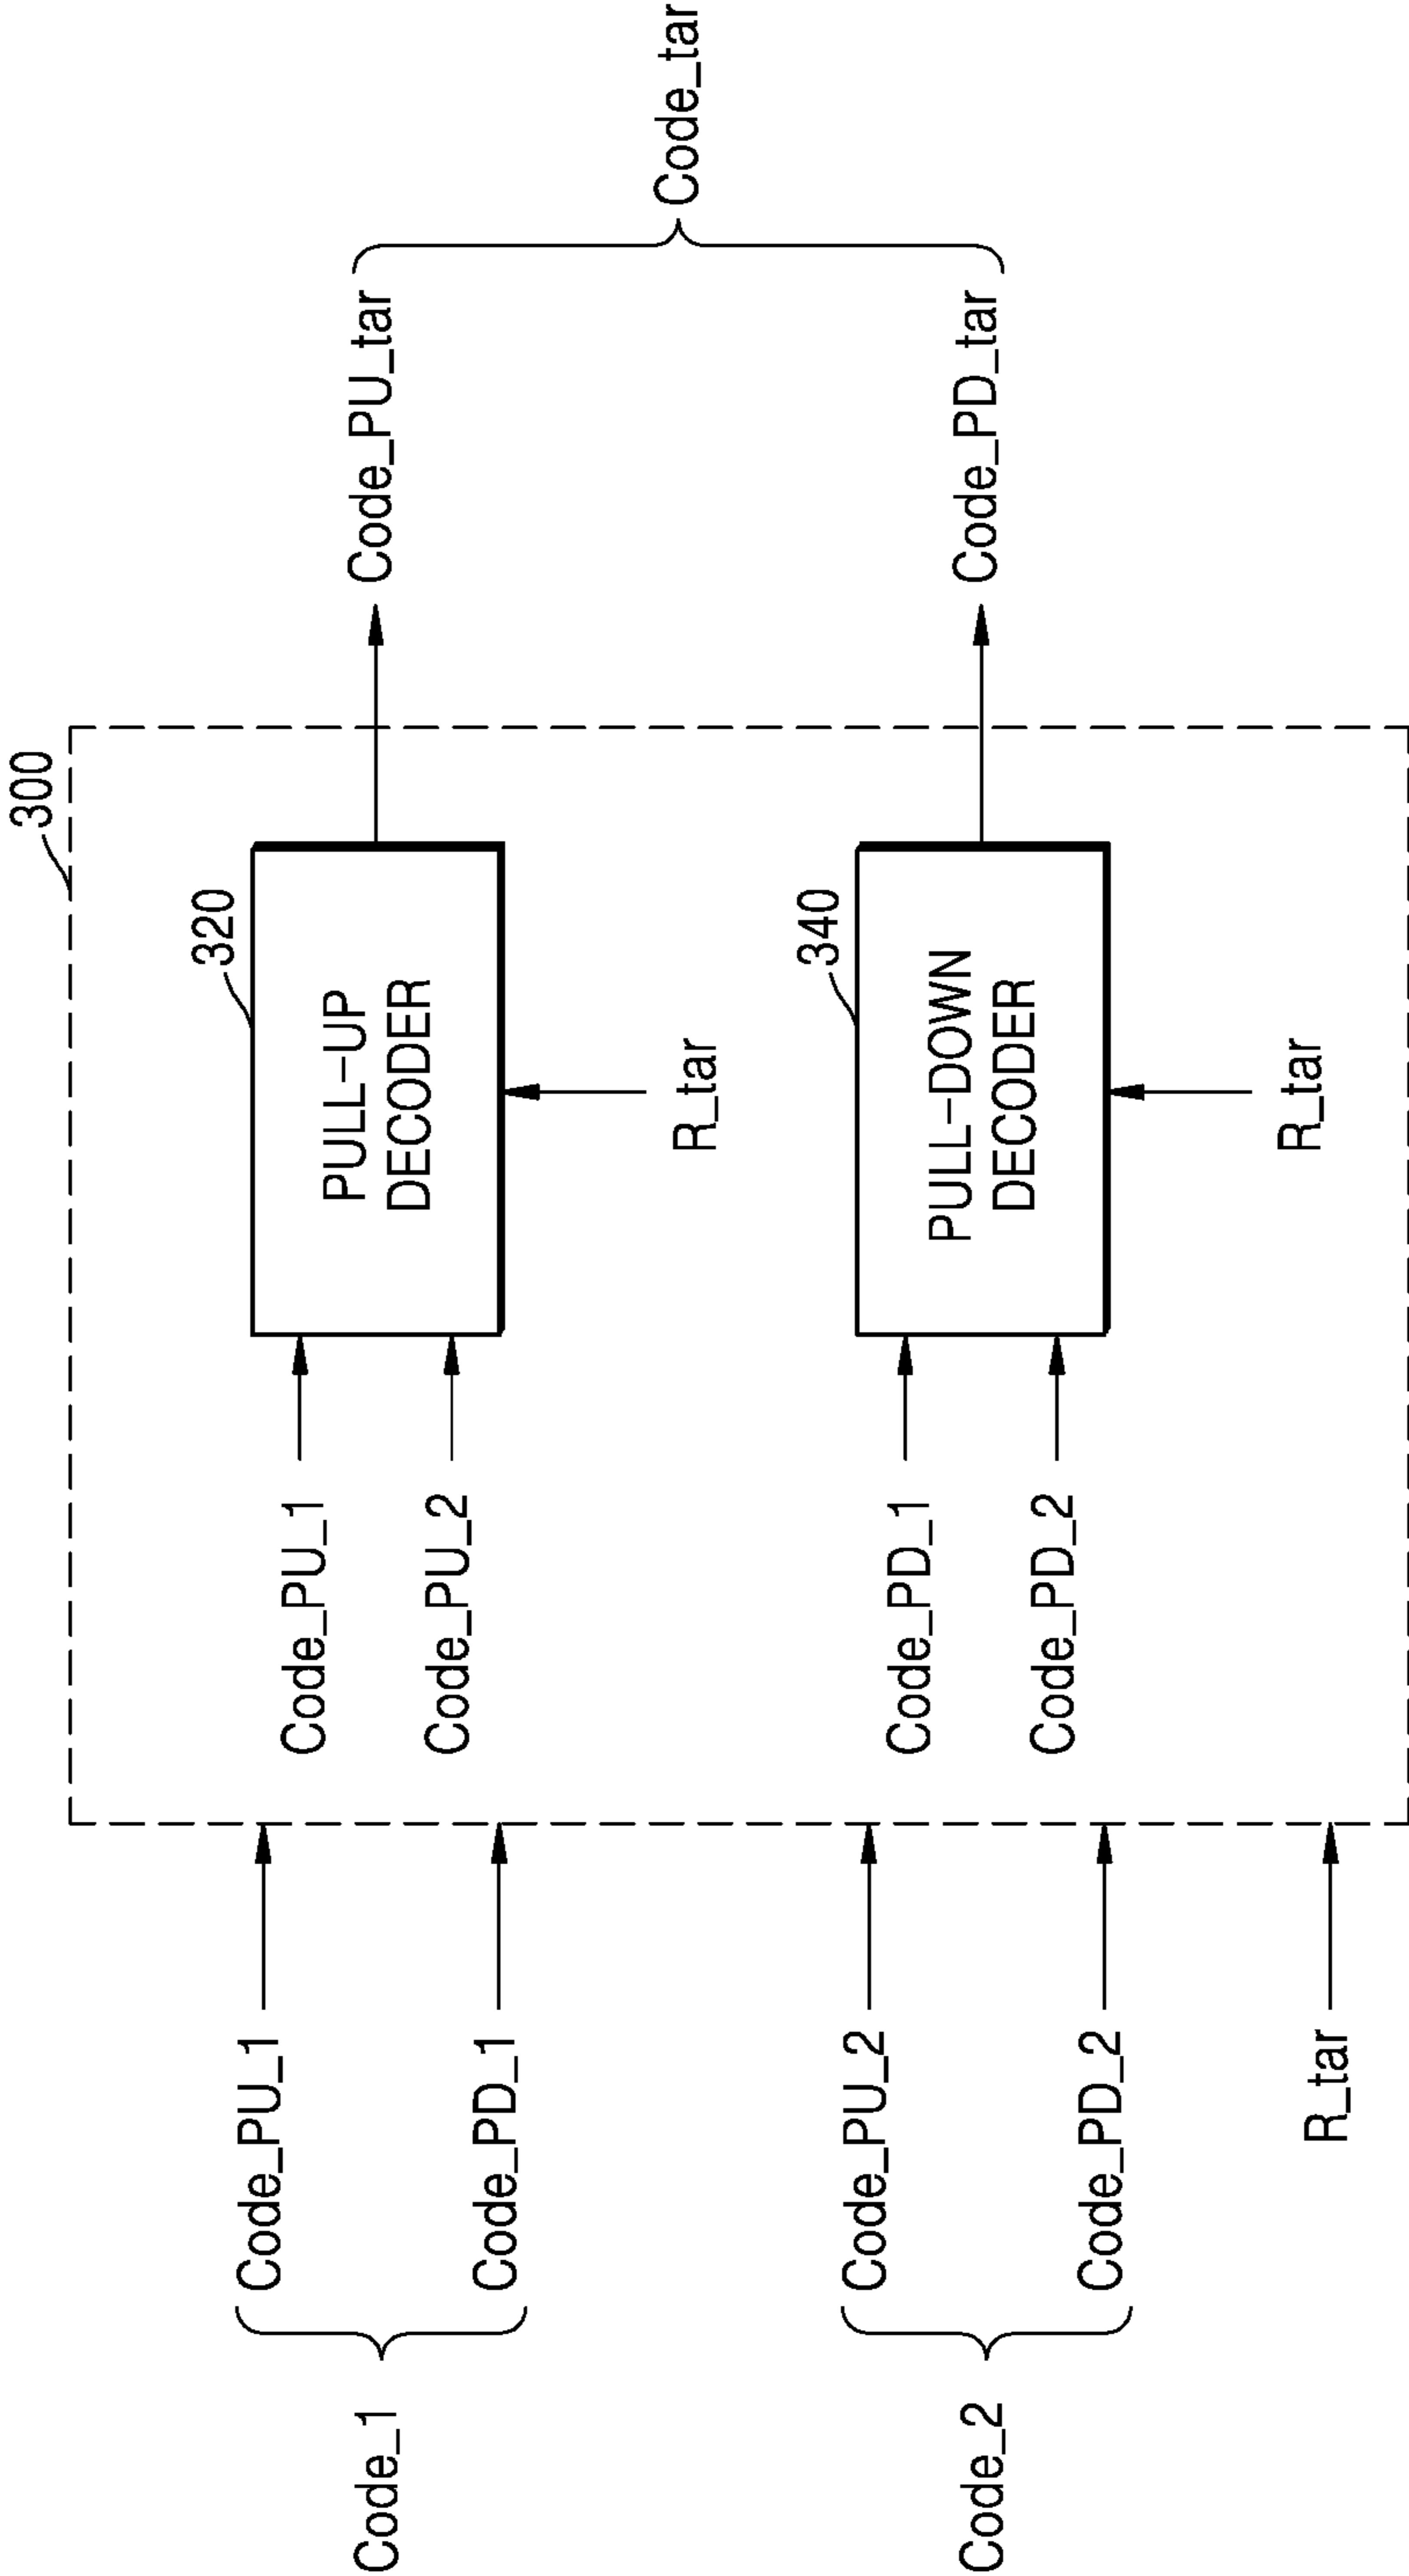 300
Code_1
Code_PU_1
Code_PD_1
Code_2
Code_PU_2
Code_PD_2
R_tar
Code_PU_1
Code_PU_2
320
PULL-UP
DECODER
R_tar
Code_PD_1
Code_PD_2
340
PULL-DOWN
DECODER
R_tar
Code_PU_tar
Code_PD_tar
Code_tar